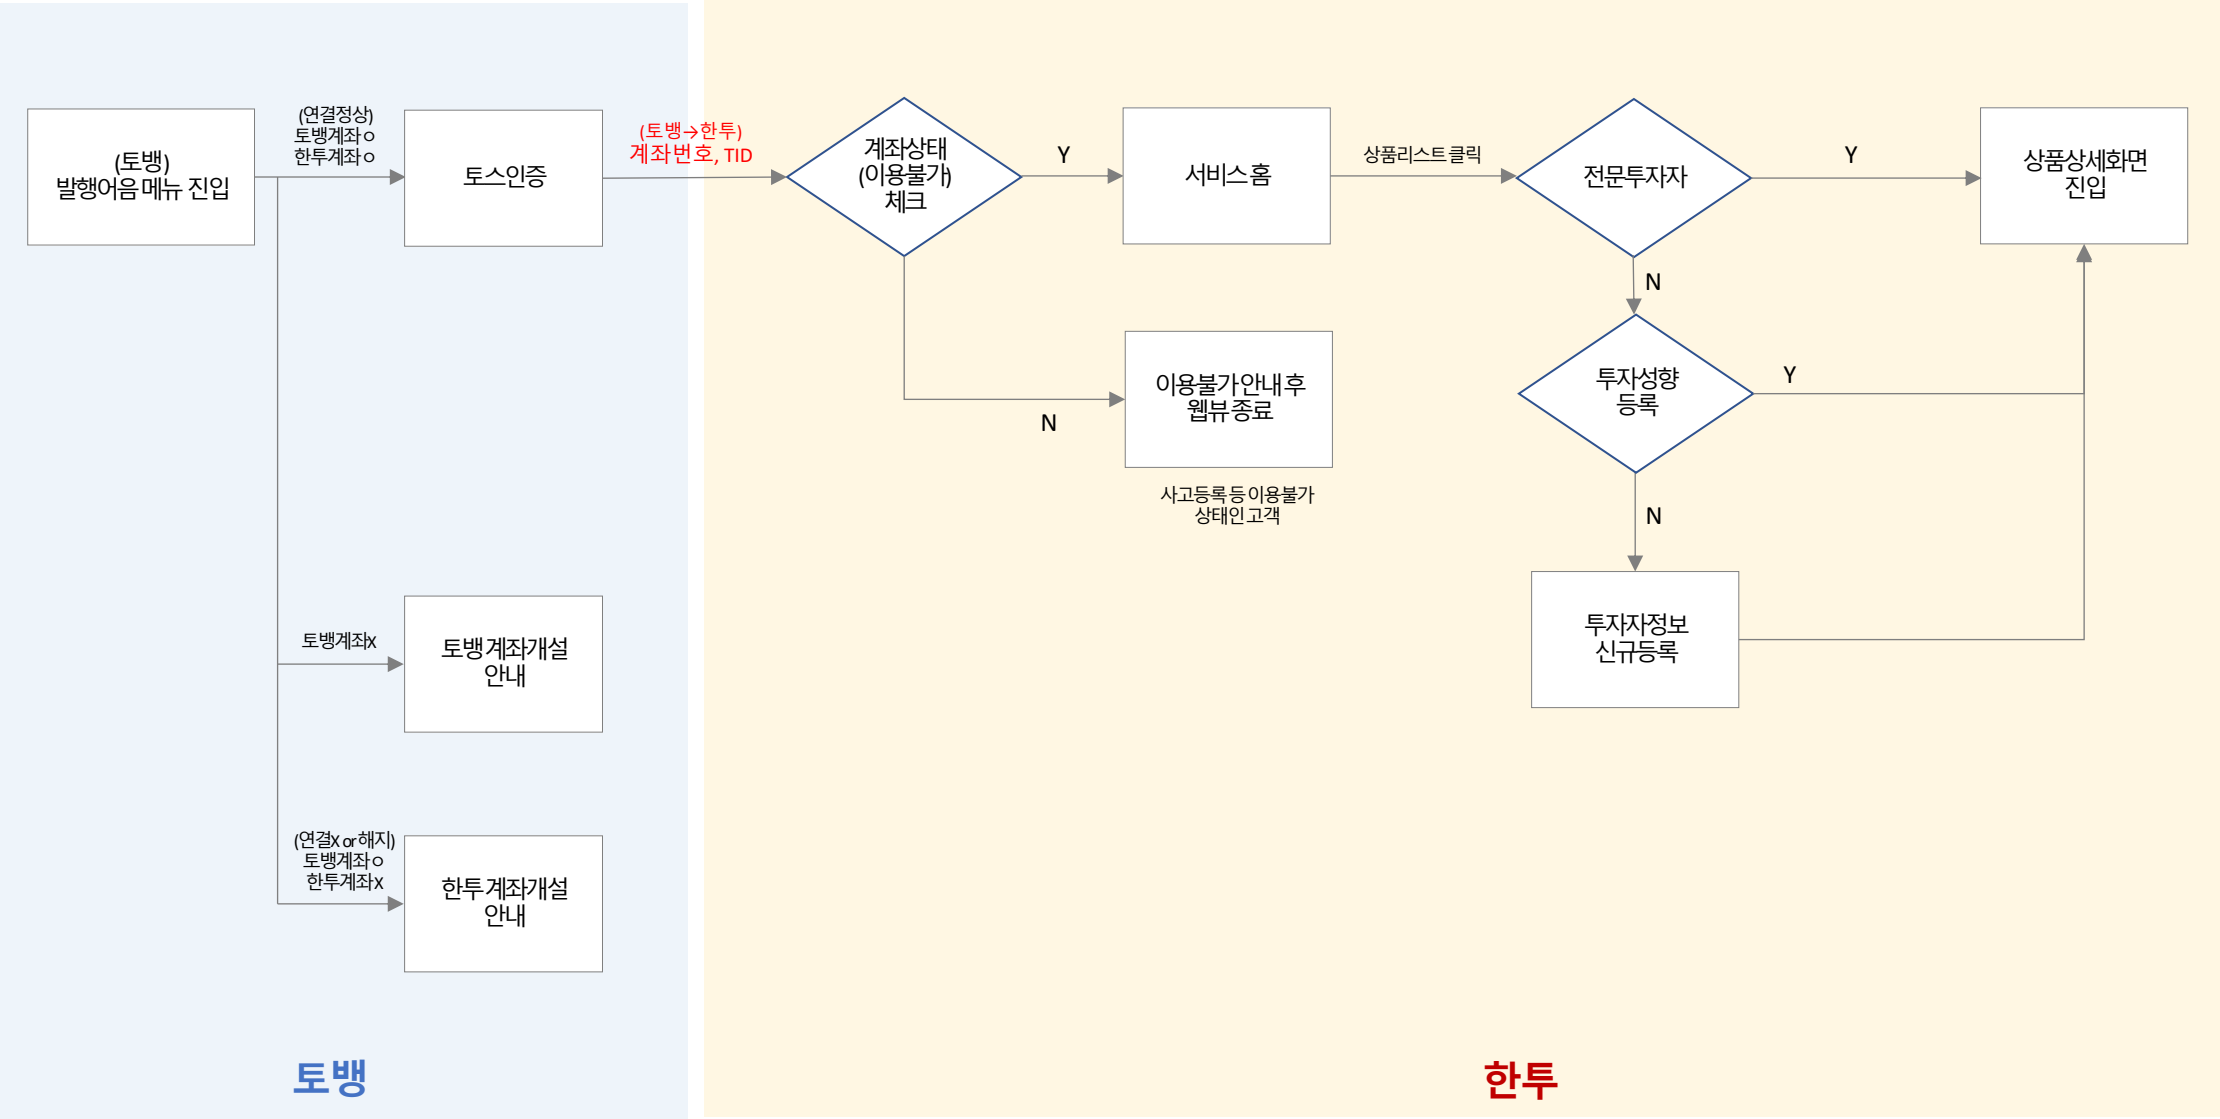 (토뱅)
발행어음 메뉴 진입
(연결정상)
토뱅계좌ㅇ
한투계좌ㅇ
토스인증
(토뱅→한투)
계좌번호, TID
계좌상태
(이용불가)
체크
Y
서비스 홈
상품리스트 클릭
전문투자자
Y
상품상세화면
진입
N
N
이용불가 안내 후
웹뷰 종료
사고등록 등 이용불가
상태인 고객
투자성향
등록
Y
N
투자자정보
신규등록
토뱅계좌X
토뱅 계좌개설
안내
(연결X or 해지)
토뱅계좌ㅇ
한투계좌X
한투 계좌개설
안내
토뱅
한투